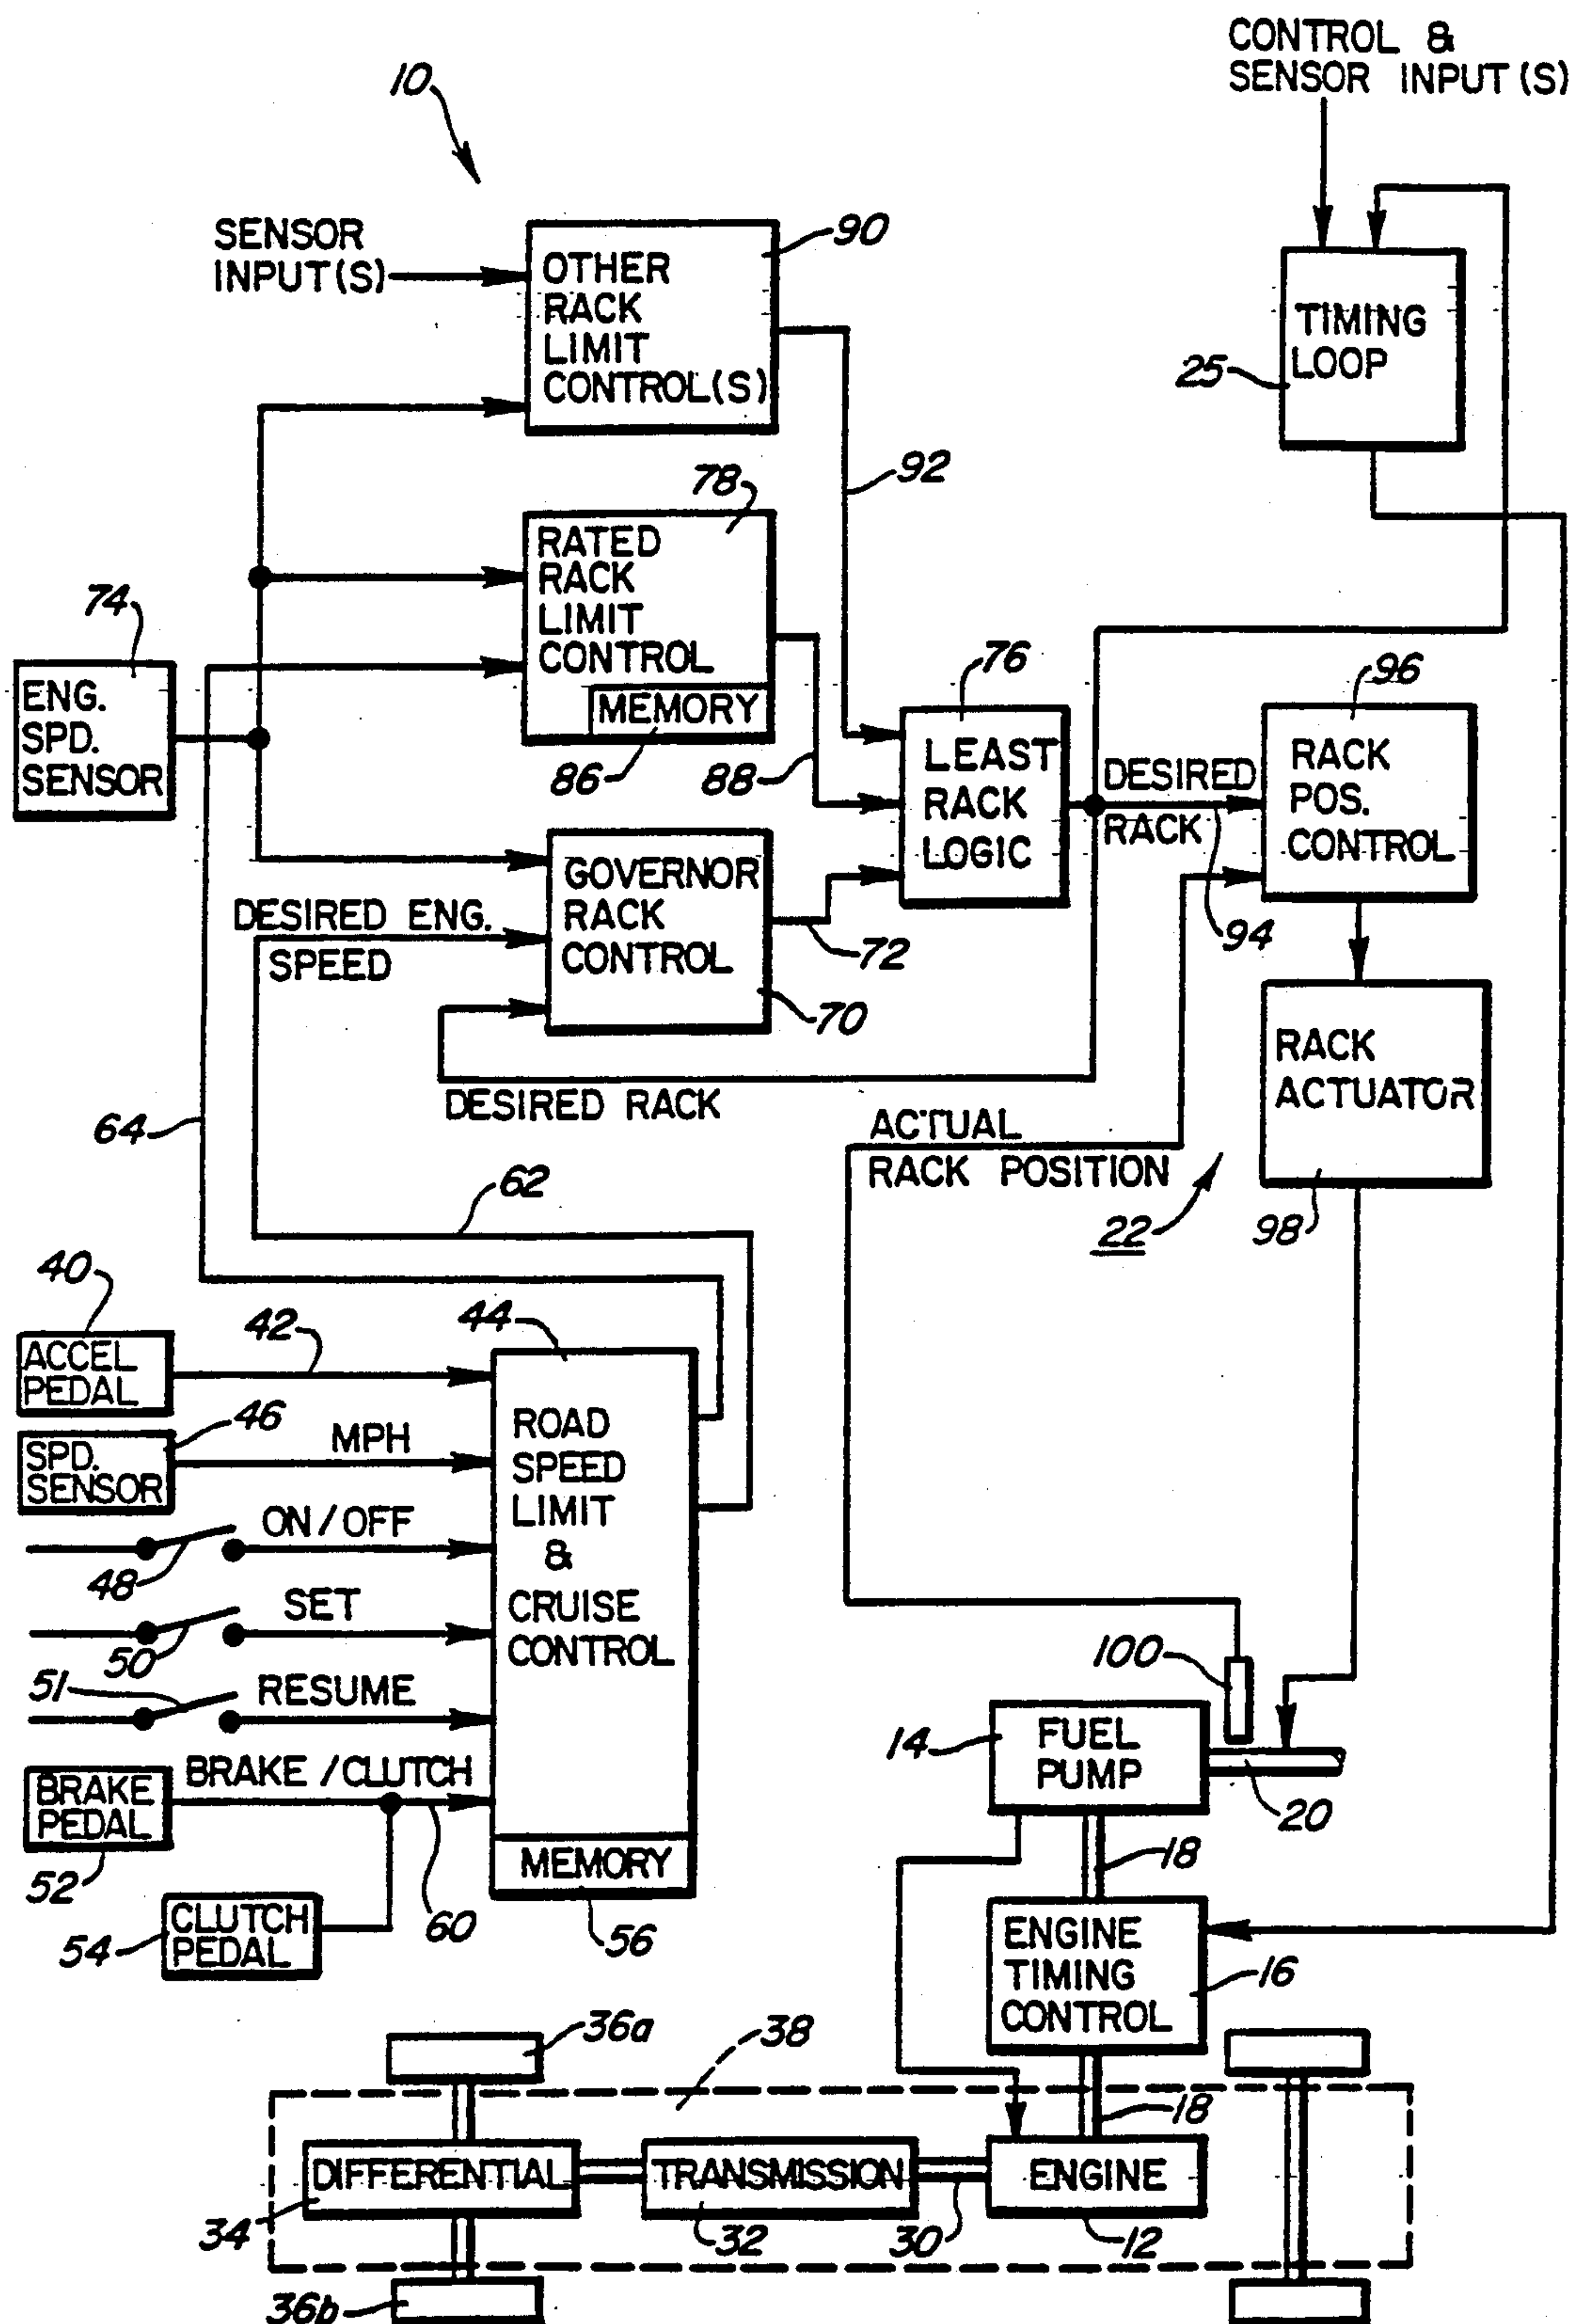 CONTROL &
SENSOR INPUT (S)
10
SENSOR
INPUT(S)
90
OTHER
RACK
LIMIT
CONTROL(S)
TIMING
LOOP
25
92
78
RATED
RACK
LIMIT
CONTROL
MEMORY
86
88
74
ENG.
SPD.
SENSOR
76
LEAST
RACK
LOGIC
DESIRED
RACK
94
96
RACK
POS.
CONTROL
GOVERNOR
RACK
CONTROL
72
70
DESIRED ENG.
SPEED
DESIRED RACK
RACK
ACTUATOR
98
ACTUAL
RACK POSITION
22
64
62
40
ACCEL
PEDAL
42
44
46
SPD.
SENSOR
MPH
ROAD
SPEED
LIMIT
&
CRUISE
CONTROL
ON/OFF
48
SET
50
51
RESUME
BRAKE
PEDAL
BRAKE /CLUTCH
52
MEMORY
56
60
CLUTCH
PEDAL
54
100
14
FUEL
PUMP
20
18
ENGINE
TIMING
CONTROL
16
36a
38
18
DIFFERENTIAL
TRANSMISSION
ENGINE
34
32
30
12
36b